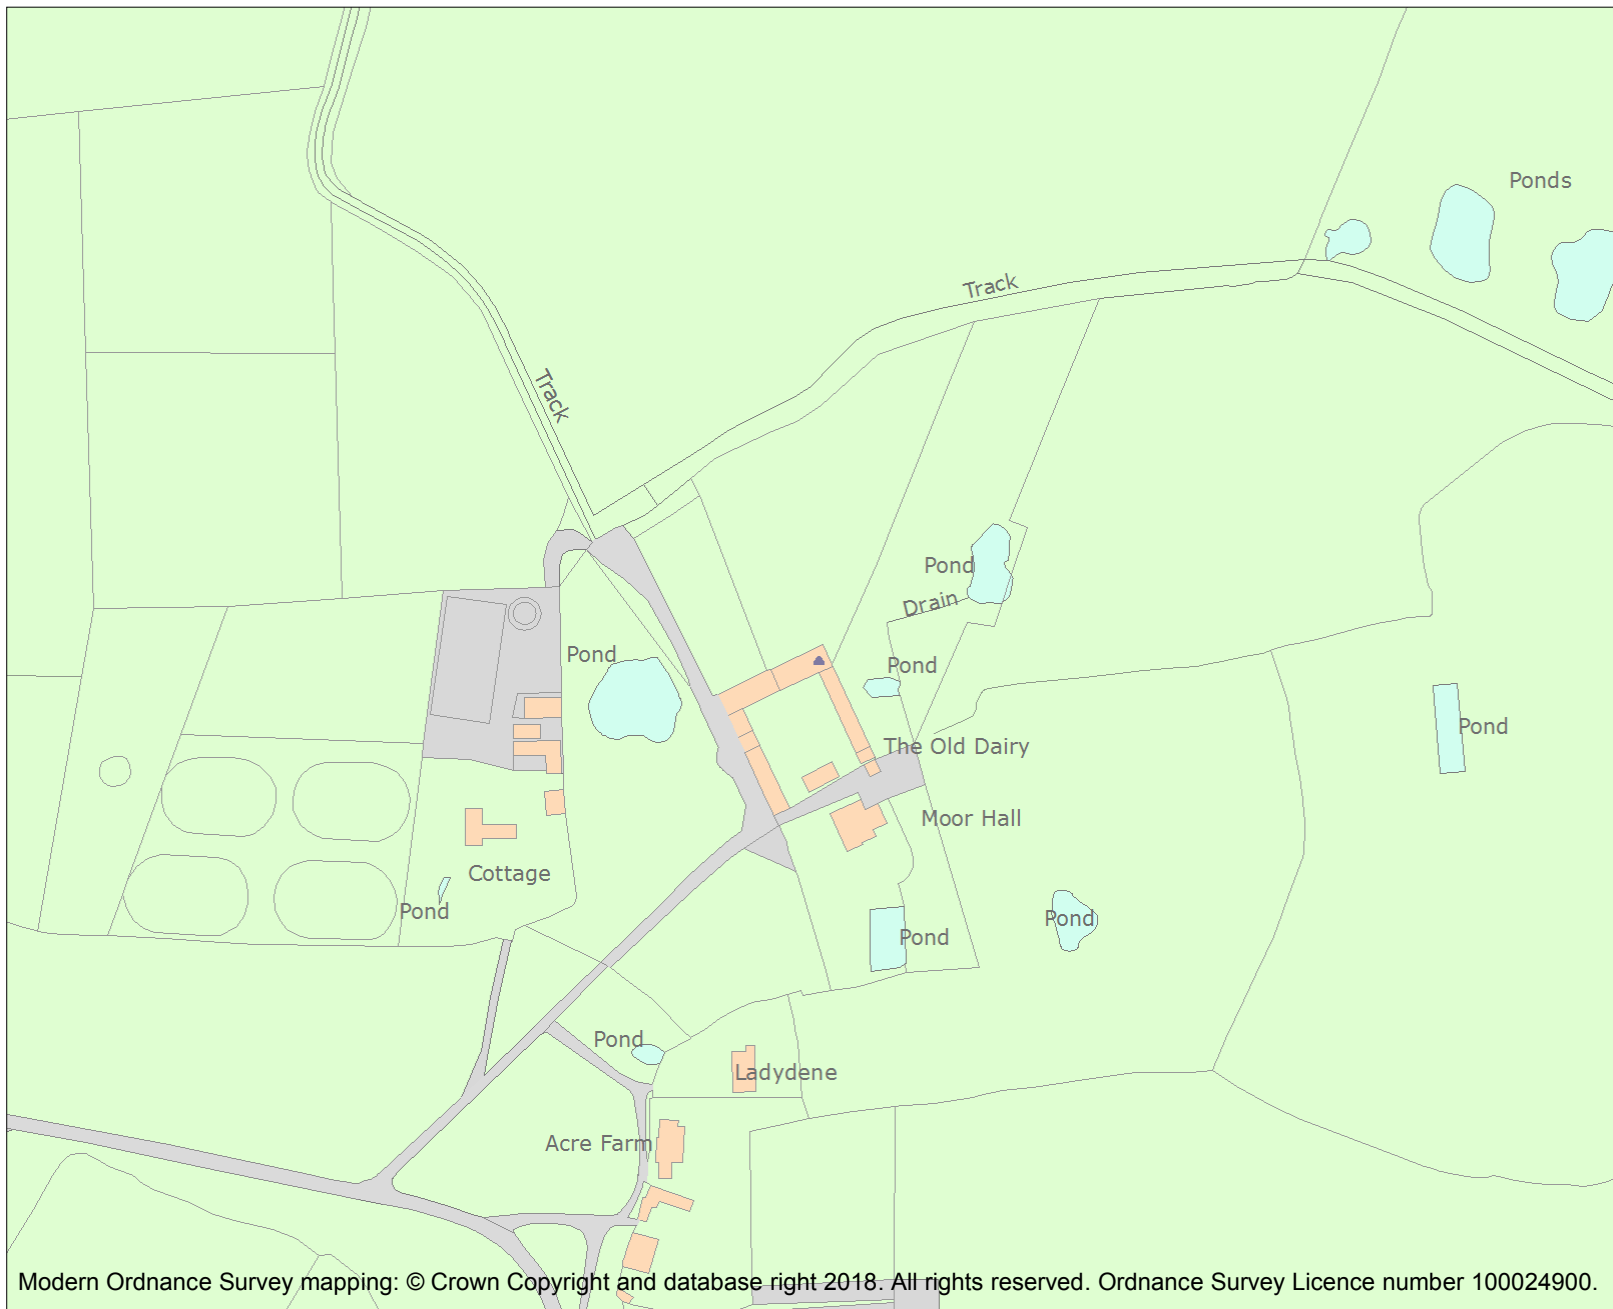 Ponds
Track
Track
Pond
Drain
Pond
Pond
Pond
The Old Dairy
Moor Hall
Cottage
Pond
Pond
Pond
Pond
Ladydene
Acre Farm
Modern Ordnance Survey mapping: © Crown Copyright and database right 2018. All rights reserved. Ordnance Survey Licence number 100024900.